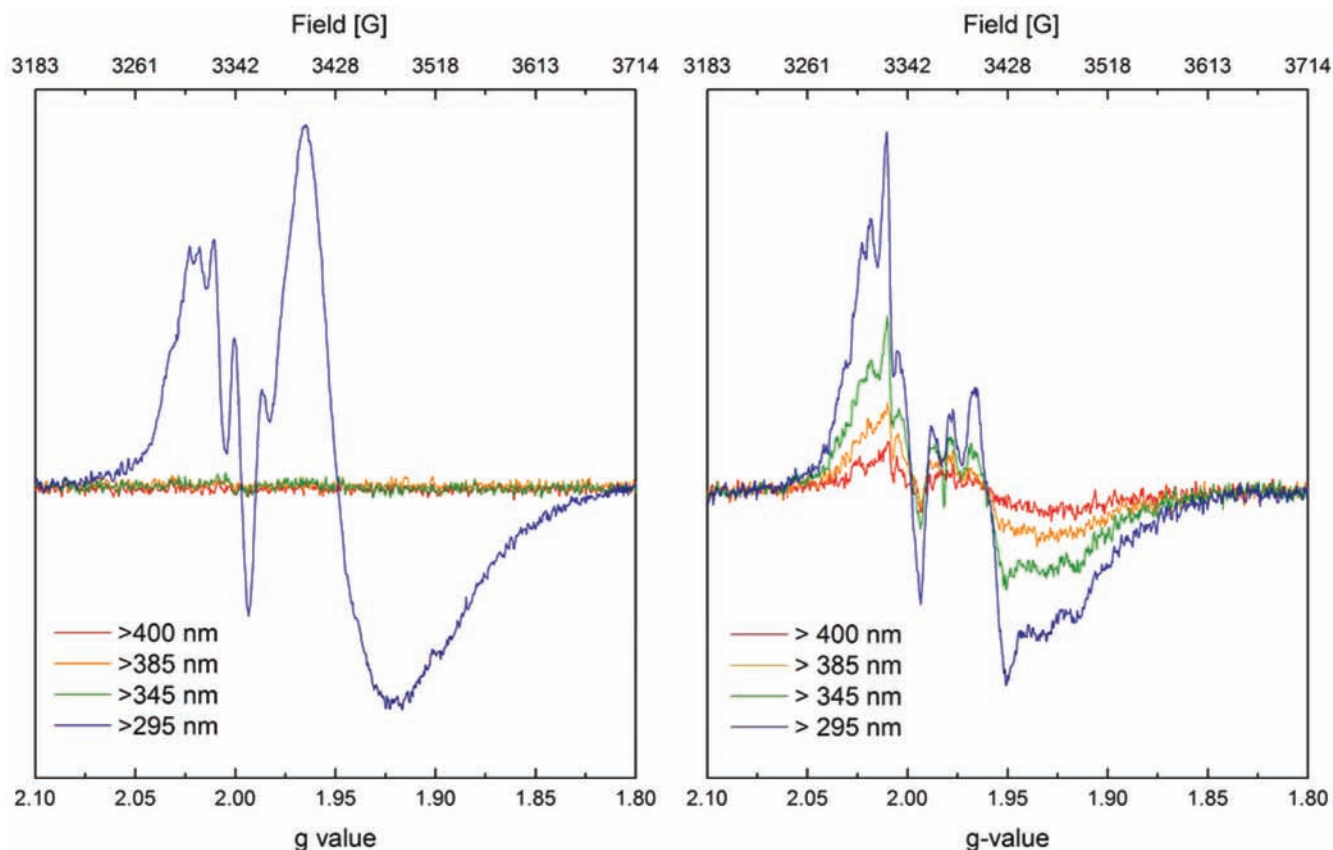 Field [G]
3183 3261 3342 3428 3518 3613 3714
>400 nm
>385 nm
>345 nm
>295 nm
2.10 2.05 2.00 1.95 1.90 1.85 1.80
g value
Field [G]
3183 3261 3342 3428 3518 3613 3714
> 400 nm
> 385 nm
> 345 nm
> 295 nm
2.10 2.05 2.00 1.95 1.90 1.85 1.80
g-value